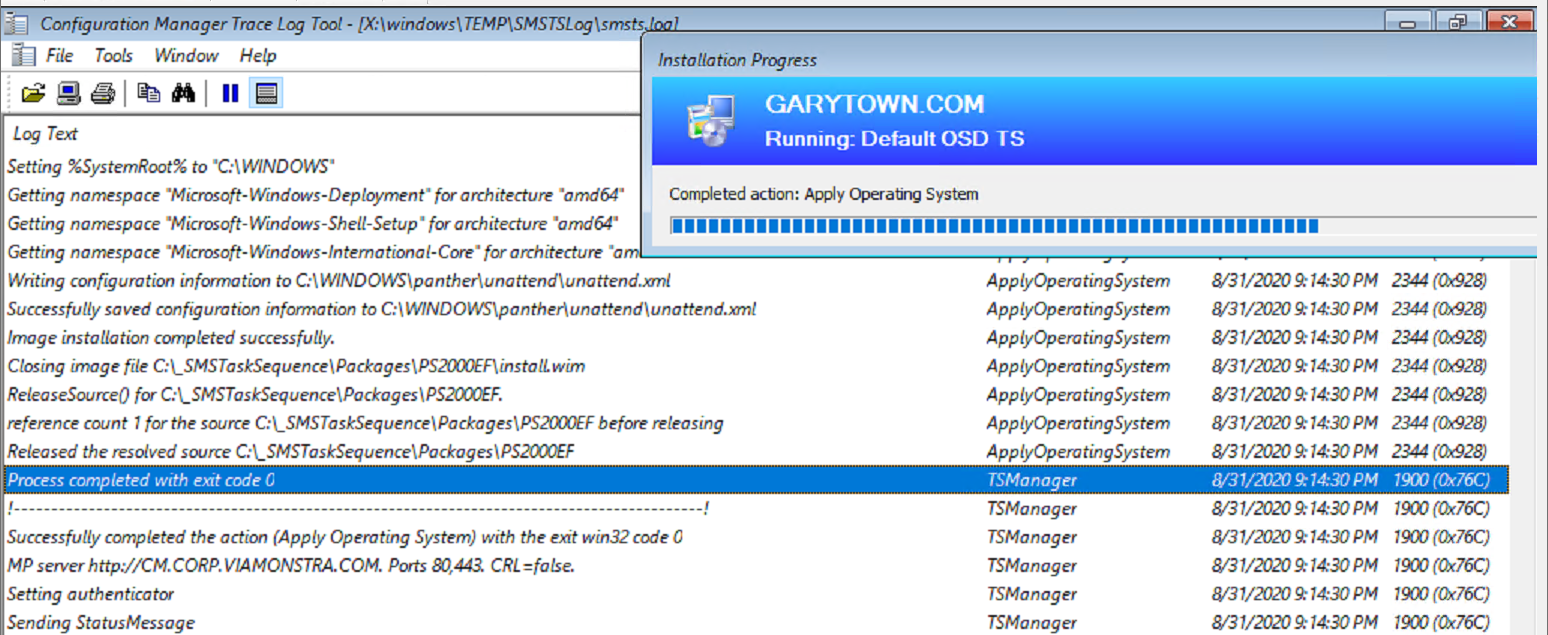 Configuration Manager Trace Log Tool - [X:\windows\TEMP\SMSTSLog\smsts.log]
File Tools Window Help
Installation Progress
GARYTOWN.COM
Running: Default OSD TS
Completed action: Apply Operating System
Log Text
Setting %SystemRoot% to "C:\WINDOWS"
Getting namespace "Microsoft-Windows-Deployment" for architecture "amd64"
Getting namespace "Microsoft-Windows-Shell-Setup" for architecture "amd64"
Getting namespace "Microsoft-Windows-International-Core" for architecture "am
Writing configuration information to C:\WINDOWS\panther\unattend\unattend.xml ApplyOperatingSystem 8/31/2020 9:14:30 PM 2344 (0x928)
Successfully saved configuration information to C:\WINDOWS\panther\unattend\unattend.xml ApplyOperatingSystem 8/31/2020 9:14:30 PM 2344 (0x928)
Image installation completed successfully. ApplyOperatingSystem 8/31/2020 9:14:30 PM 2344 (0x928)
Closing image file C:\_SMSTaskSequence\Packages\PS2000EF\install.wim ApplyOperatingSystem 8/31/2020 9:14:30 PM 2344 (0x928)
ReleaseSource() for C:\_SMSTaskSequence\Packages\PS2000EF. ApplyOperatingSystem 8/31/2020 9:14:30 PM 2344 (0x928)
reference count 1 for the source C:\_SMSTaskSequence\Packages\PS2000EF before releasing ApplyOperatingSystem 8/31/2020 9:14:30 PM 2344 (0x928)
Released the resolved source C:\_SMSTaskSequence\Packages\PS2000EF ApplyOperatingSystem 8/31/2020 9:14:30 PM 2344 (0x928)
Process completed with exit code 0 TSManager 8/31/2020 9:14:30 PM 1900 (0x76C)
!--------------------------------------------------------------------------------------------! TSManager 8/31/2020 9:14:30 PM 1900 (0x76C)
Successfully completed the action (Apply Operating System) with the exit win32 code 0 TSManager 8/31/2020 9:14:30 PM 1900 (0x76C)
MP server http://CM.CORP.VIAMONSTRA.COM. Ports 80,443. CRL=false. TSManager 8/31/2020 9:14:30 PM 1900 (0x76C)
Setting authenticator TSManager 8/31/2020 9:14:30 PM 1900 (0x76C)
Sending StatusMessage TSManager 8/31/2020 9:14:30 PM 1900 (0x76C)